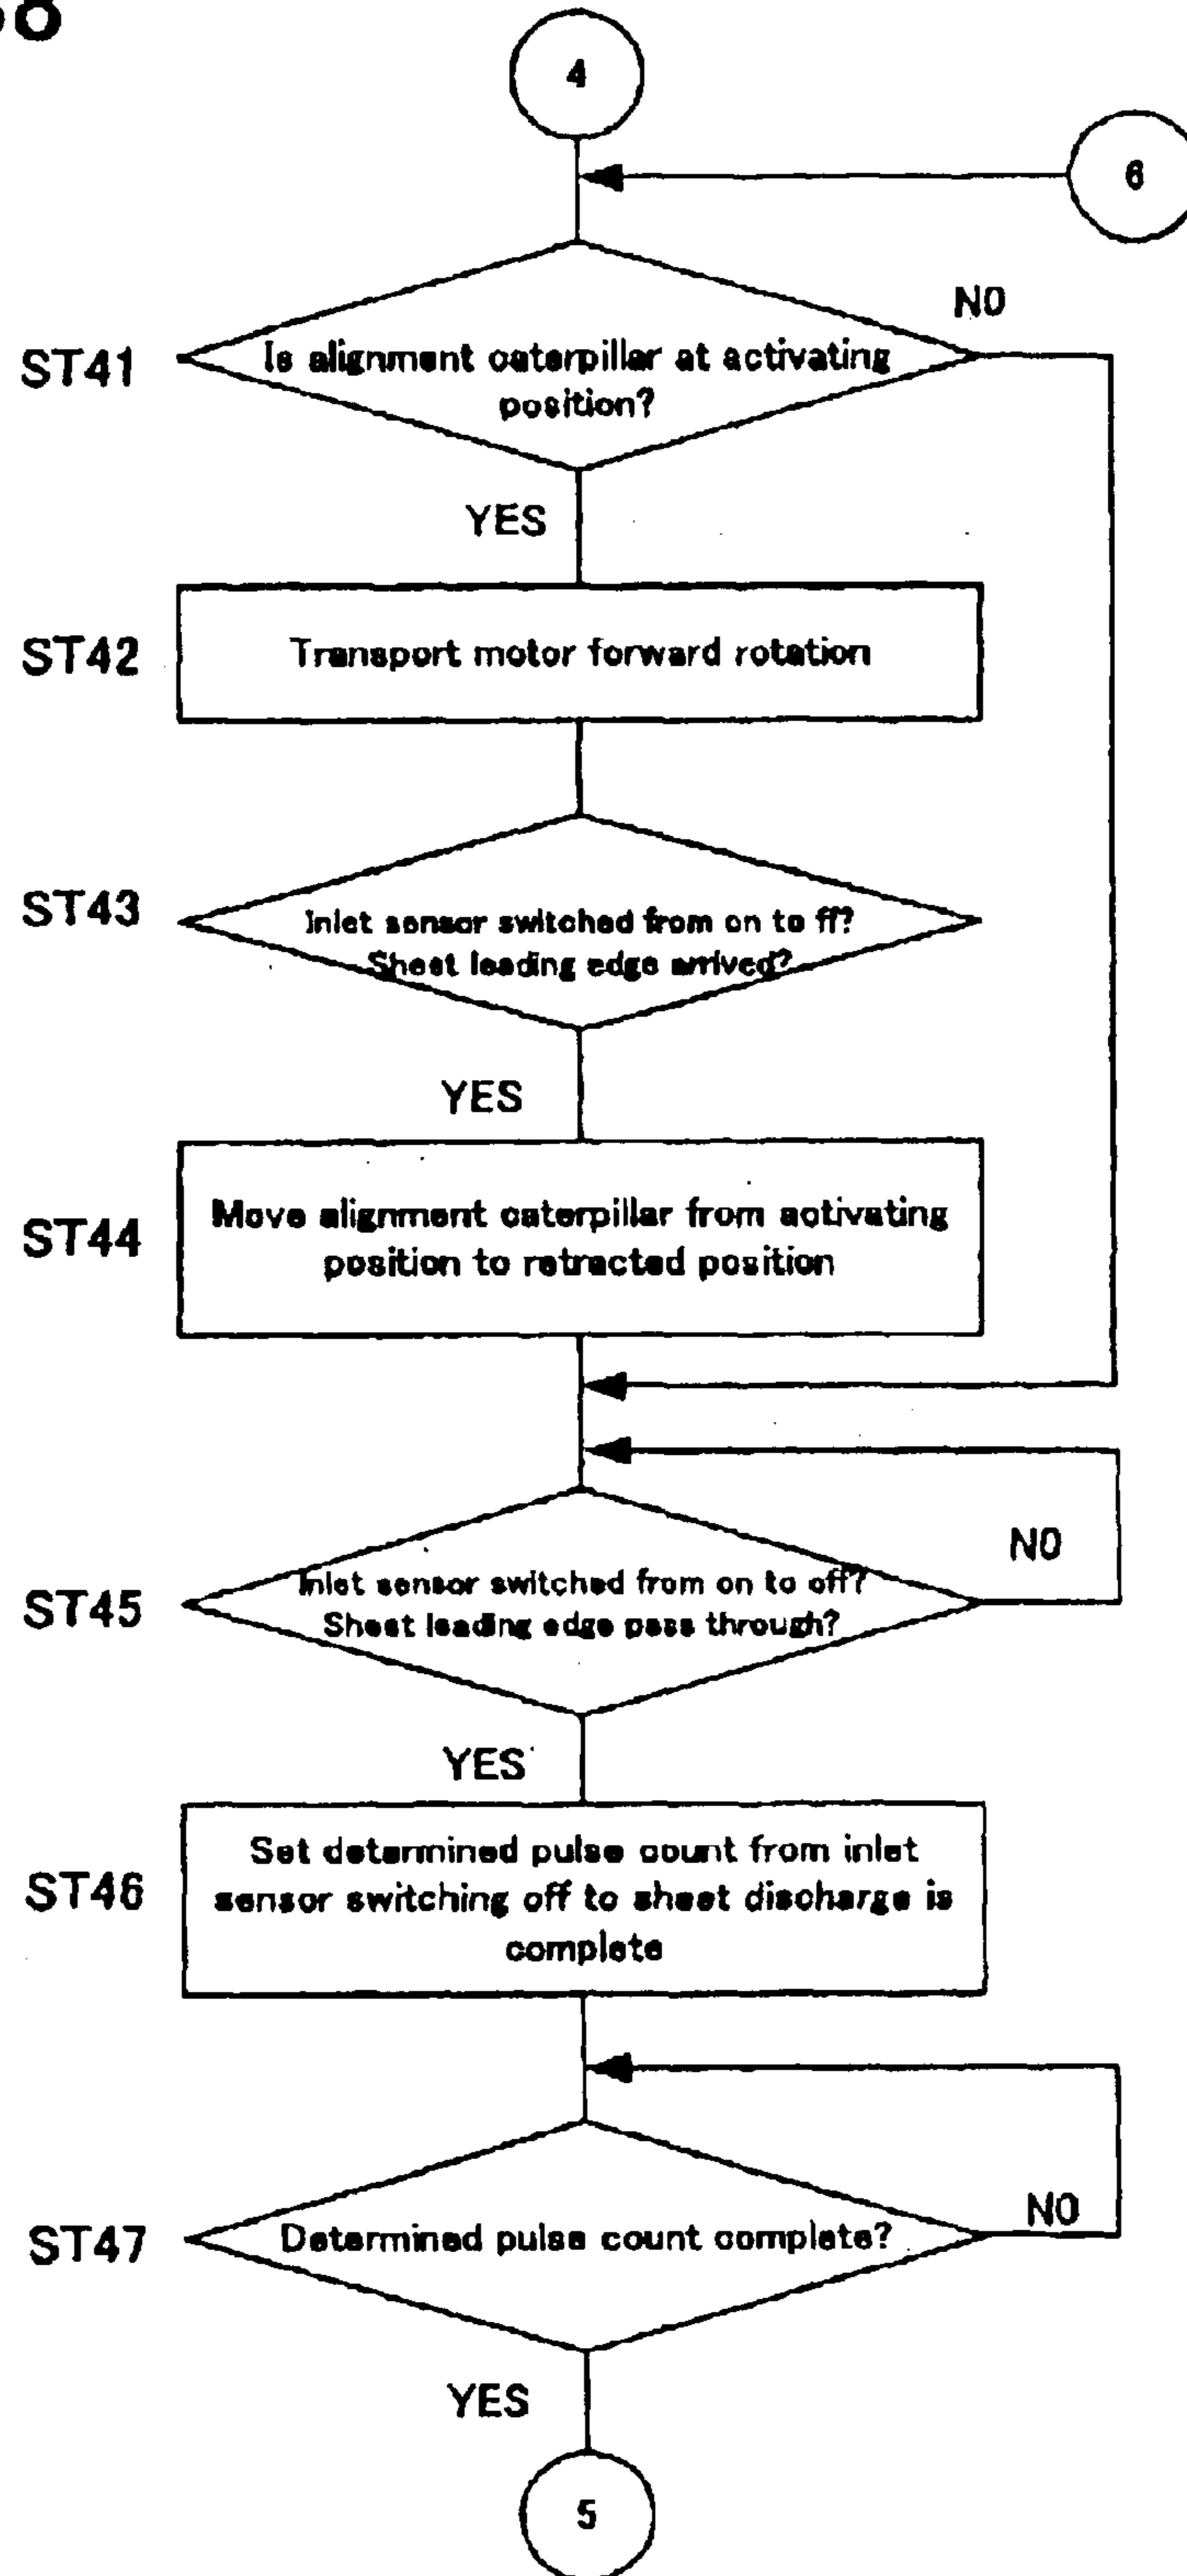 8
4
6
NO
ST41
Is alignment caterpillar at activating
position?
YES
ST42
Transport motor forward rotation
ST43
Inlet sensor switched from on to ff?
Sheet leading edge arrived?
YES
ST44
Move alignment caterpillar from activating
position to retracted position
NO
ST45
Inlet sensor switched from on to off?
Sheet leading edge pass through?
YES
ST46
Set determined pulse count from inlet
sensor switching off to sheet discharge is
complete
NO
ST47
Determined pulse count complete?
YES
5